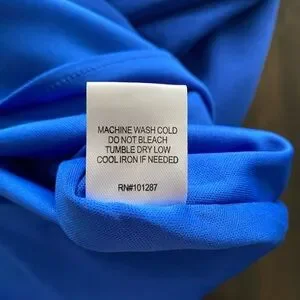 MACHINE WASH COLD
DO NOT BLEACH
TUMBLE DRY LOW
COOL IRON IF NEEDED
RN#101287